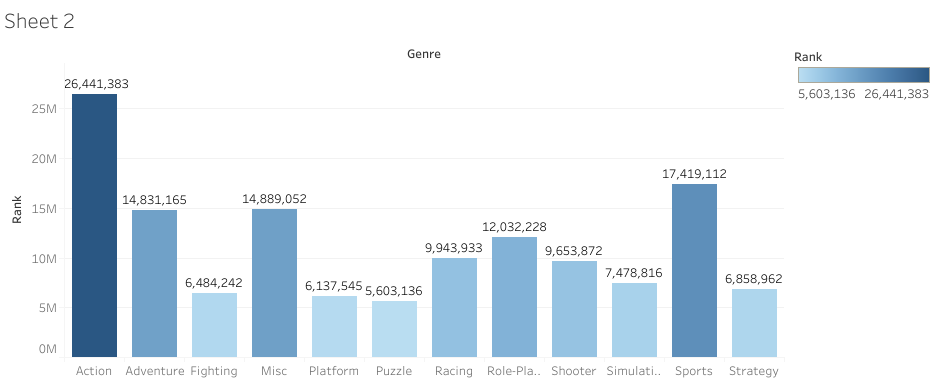 Sheet 2
Genre
Rank
5,603,136 26,441,383
26,441,383
14,831,165
6,484,242
14,889,052
6,137,545
5,603,136
9,943,933
12,032,228
9,653,872
7,478,816
17,419,112
6,858,962
Rank
25M
20M
15M
10M
5M
0M
Action Adventure Fighting Misc Platform Puzzle Racing Role-Pla.. Shooter Simulati.. Sports Strategy